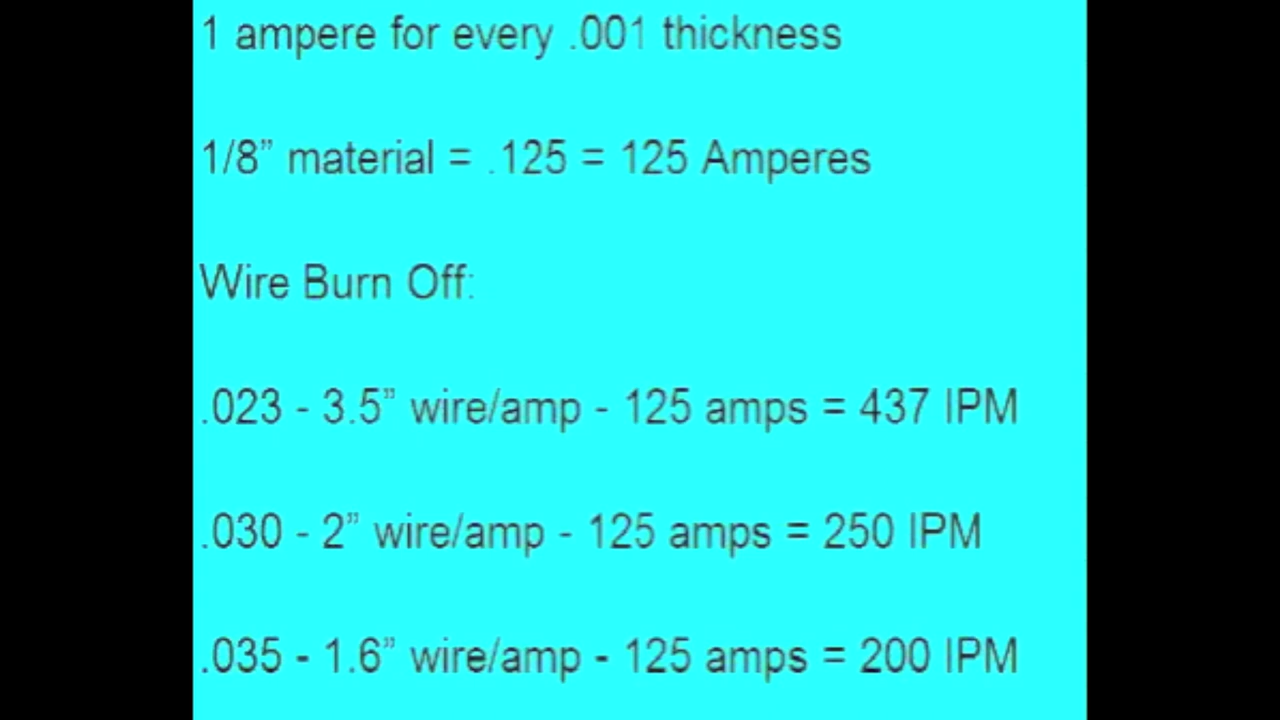 1 ampere for every .001 thickness
1/8” material = .125 = 125 Amperes
Wire Burn Off:
.023 - 3.5” wire/amp - 125 amps = 437 IPM
.030 - 2” wire/amp - 125 amps = 250 IPM
.035 - 1.6” wire/amp - 125 amps = 200 IPM